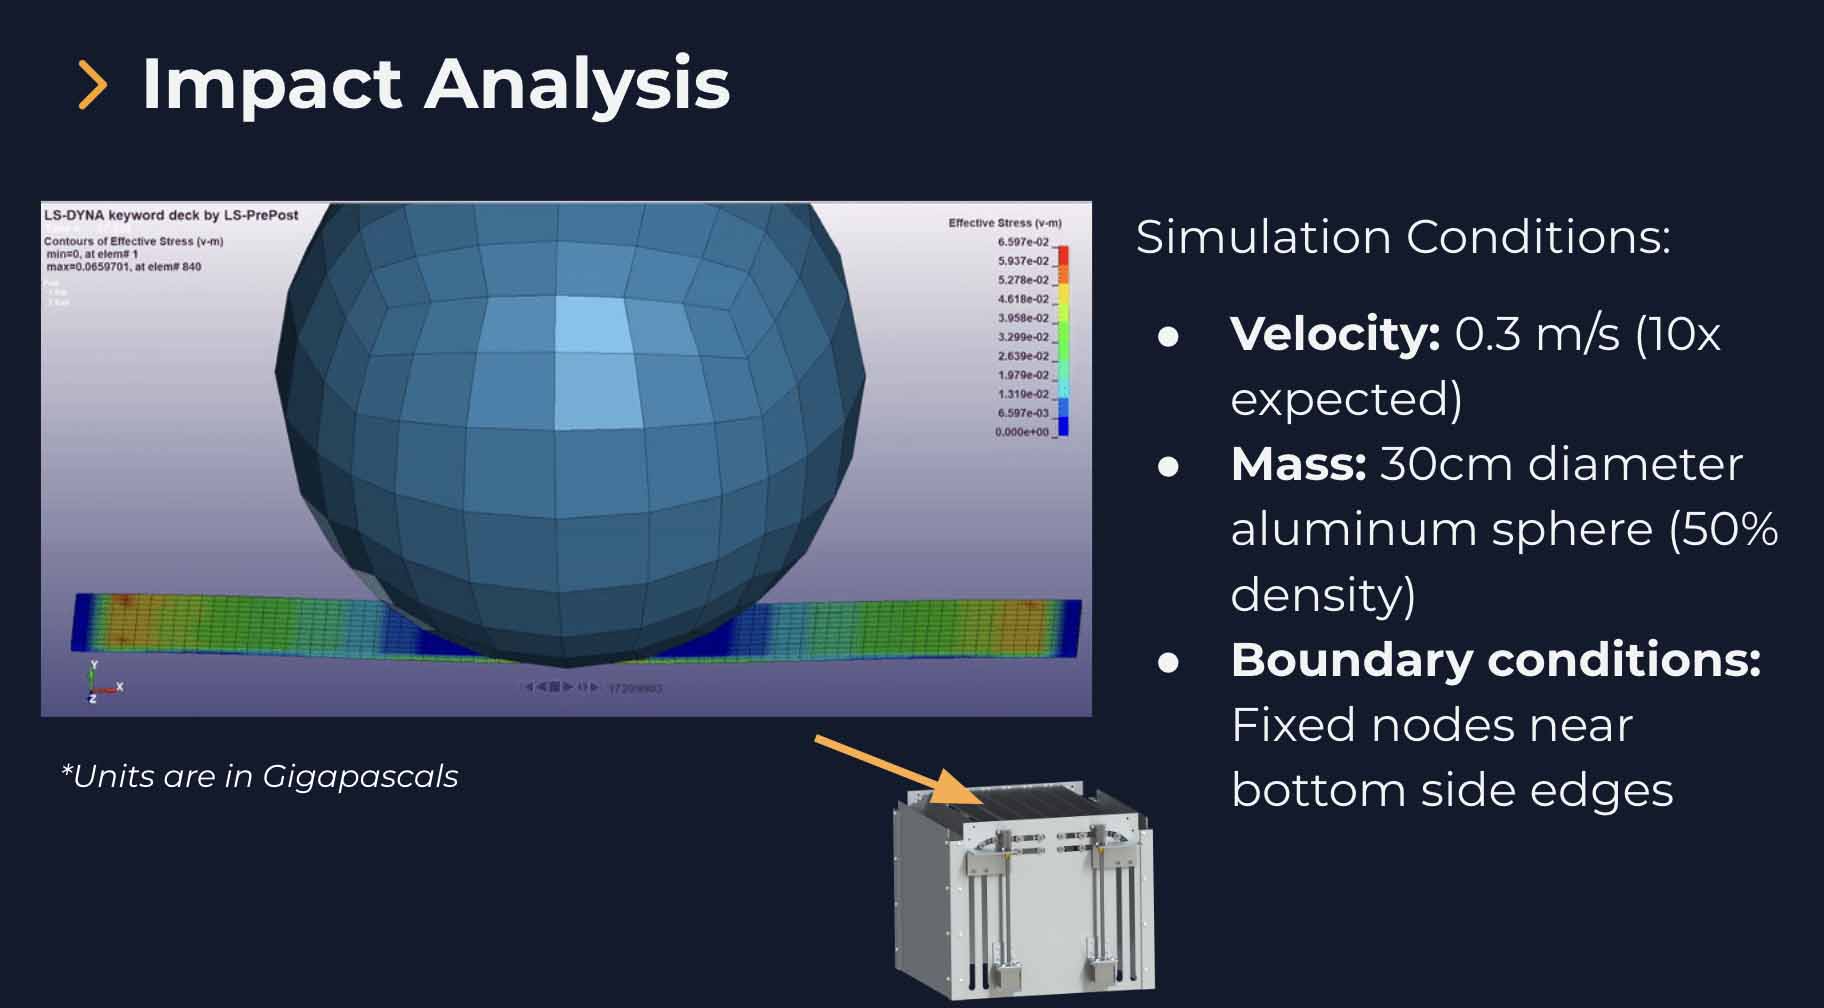 Impact Analysis
LS-DYNA keyword deck by LS-PrePost
Contours of Effective Stress (v-m)
min=0, at elem# 1
max=0.0659701, at elem# 840
Effective Stress (v-m)
6.597e-02
5.937e-02
5.278e-02
4.618e-02
3.958e-02
3.299e-02
2.639e-02
1.979e-02
1.319e-02
6.597e-03
0.000e+00
Y
X
Z
*Units are in Gigapascals
Simulation Conditions:
● Velocity: 0.3 m/s (10x
expected)
● Mass: 30cm diameter
aluminum sphere (50%
density)
● Boundary conditions:
Fixed nodes near
bottom side edges